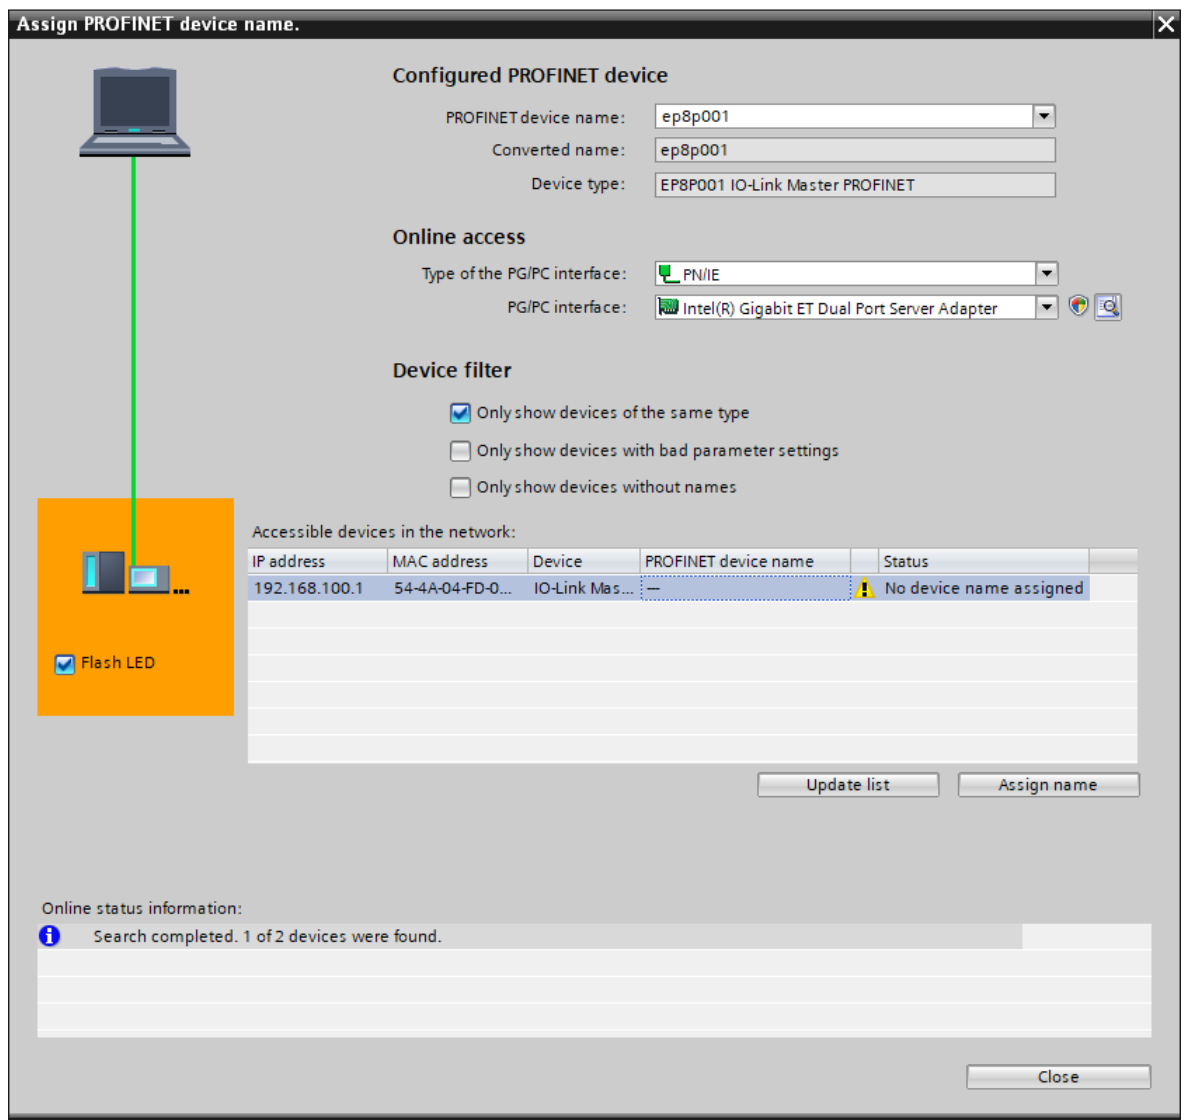 Assign PROFINET device name.
Configured PROFINET device
PROFINET device name: ep8p001
Converted name: ep8p001
Device type: EP8P001 IO-Link Master PROFINET
Online access
Type of the PG/PC interface: PN/IE
PG/PC interface: Intel(R) Gigabit ET Dual Port Server Adapter
Device filter
Only show devices of the same type
Only show devices with bad parameter settings
Only show devices without names
Accessible devices in the network:
IP address MAC address Device PROFINET device name Status
192.168.100.1 54-4A-04-FD-0... IO-Link Mas... — No device name assigned
Flash LED
Update list Assign name
Online status information:
Search completed. 1 of 2 devices were found.
Close